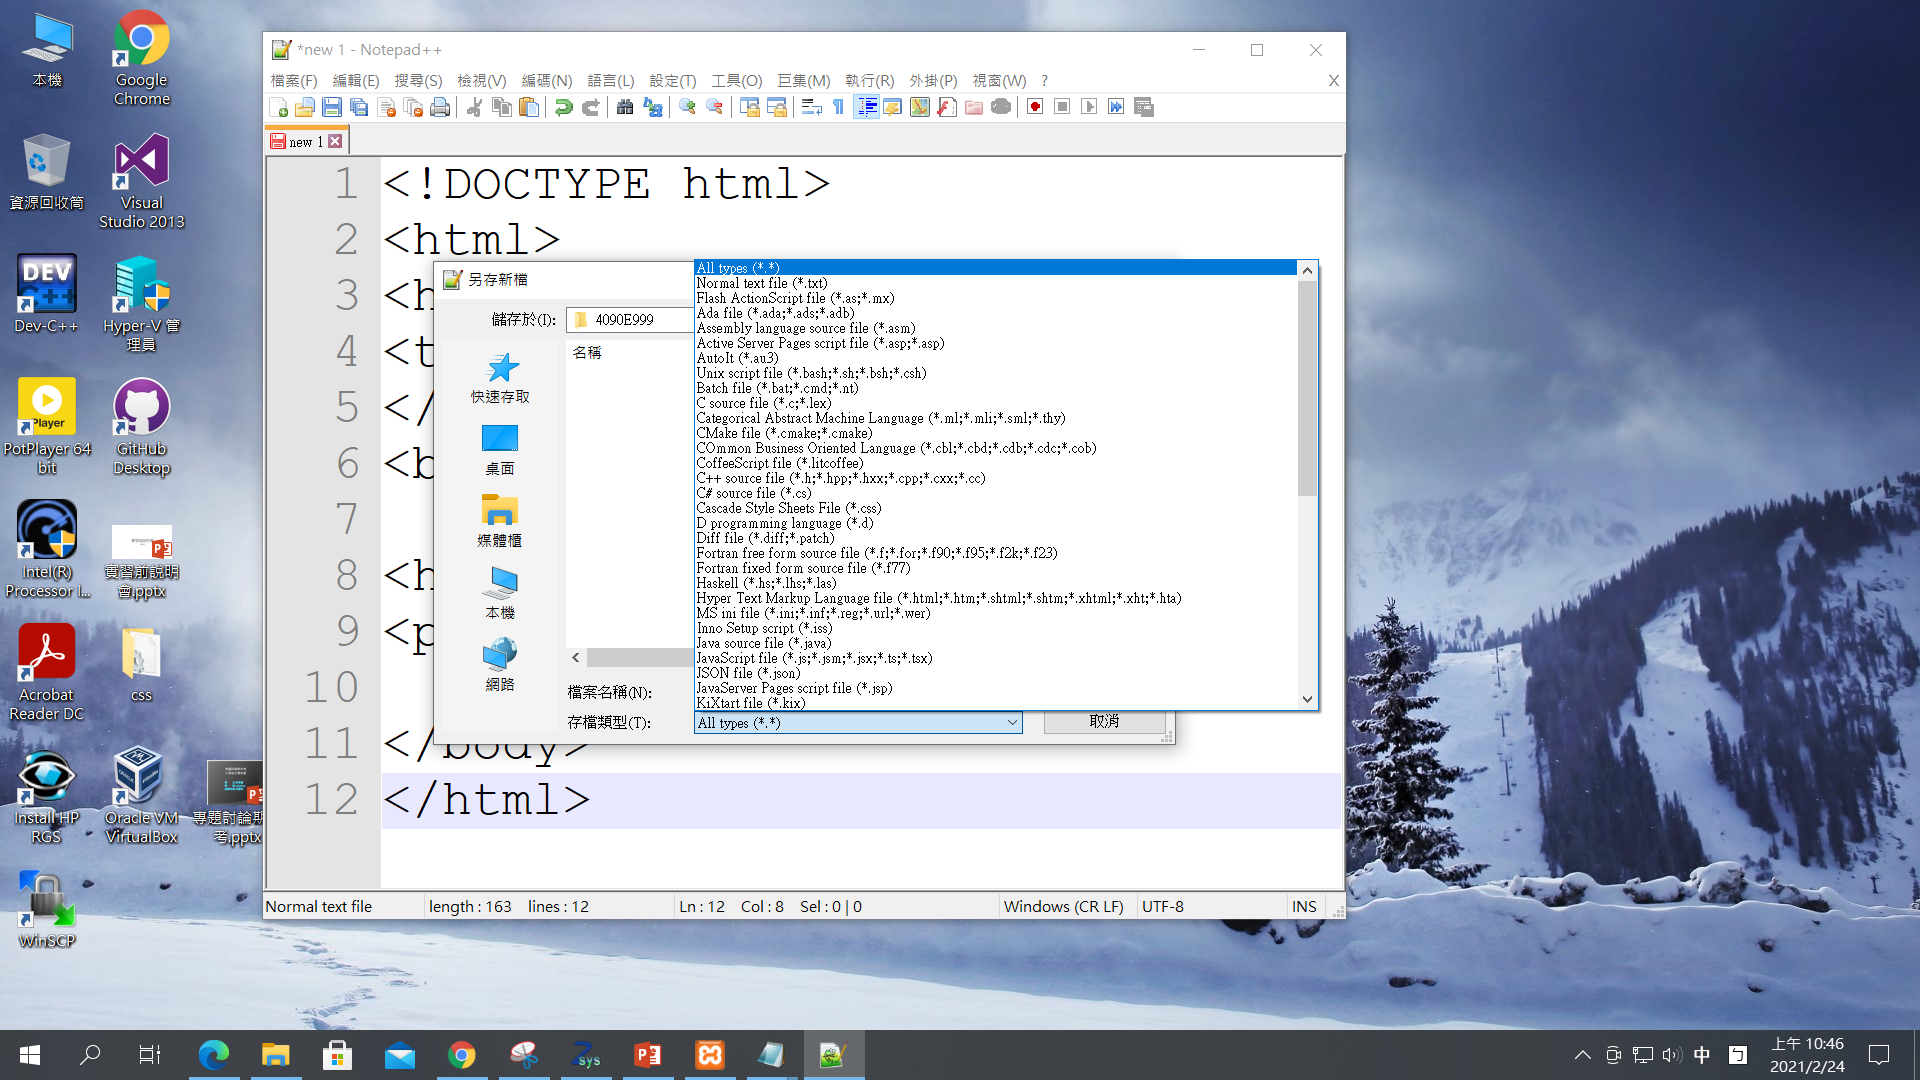 本機
Google
Chrome
資源回收筒
Visual
Studio 2013
DEV
Dev-C++
Hyper-V 管
理員
Player
PotPlayer 64
bit
GitHub
Desktop
Intel(R)
Processor I...
實習前說明
會.pptx
Acrobat
Reader DC
css
Install HP
RGS
Oracle VM
VirtualBox
專題討論期
考.pptx
WinSCP
*new 1 - Notepad++
檔案(F) 編輯(E) 搜尋(S) 檢視(V) 編碼(N) 語言(L) 設定(T) 工具(O) 巨集(M) 執行(R) 外掛(P) 視窗(W) ? X
new 1
1 <!DOCTYPE html>
2 <html>
3 <h
4 <t
5 </
6 <b
7
8 <h
9 <p
10
11 </body>
12 </html>
另存新檔
儲存於(I): 4090E999
快速存取
桌面
媒體櫃
本機
網路
名稱
All types (*.*)
Normal text file (*.txt)
Flash ActionScript file (*.as;*.mx)
Ada file (*.ada;*.ads;*.adb)
Assembly language source file (*.asm)
Active Server Pages script file (*.asp;*.asp)
AutoIt (*.au3)
Unix script file (*.bash;*.sh;*.bsh;*.csh)
Batch file (*.bat;*.cmd;*.nt)
C source file (*.c;*.lex)
Categorical Abstract Machine Language (*.ml;*.mli;*.sml;*.thy)
CMake file (*.cmake;*.cmake)
COmmon Business Oriented Language (*.cbl;*.cbd;*.cdb;*.cdc;*.cob)
CoffeeScript file (*.litcoffee)
C++ source file (*.h;*.hpp;*.hxx;*.cpp;*.cxx;*.cc)
C# source file (*.cs)
Cascade Style Sheets File (*.css)
D programming language (*.d)
Diff file (*.diff;*.patch)
Fortran free form source file (*.f;*.for;*.f90;*.f95;*.f2k;*.f23)
Fortran fixed form source file (*.f77)
Haskell (*.hs;*.lhs;*.las)
Hyper Text Markup Language file (*.html;*.htm;*.shtml;*.shtm;*.xhtml;*.xht;*.hta)
MS ini file (*.ini;*.inf;*.reg;*.url;*.wer)
Inno Setup script (*.iss)
Java source file (*.java)
JavaScript file (*.js;*.jsm;*.jsx;*.ts;*.tsx)
JSON file (*.json)
JavaServer Pages script file (*.jsp)
KiXtart file (*.kix)
檔案名稱(N):
存檔類型(T): All types (*.*) 取消
Normal text file length : 163 lines : 12 Ln : 12 Col : 8 Sel : 0 | 0 Windows (CR LF) UTF-8 INS
中
上午 10:46
2021/2/24